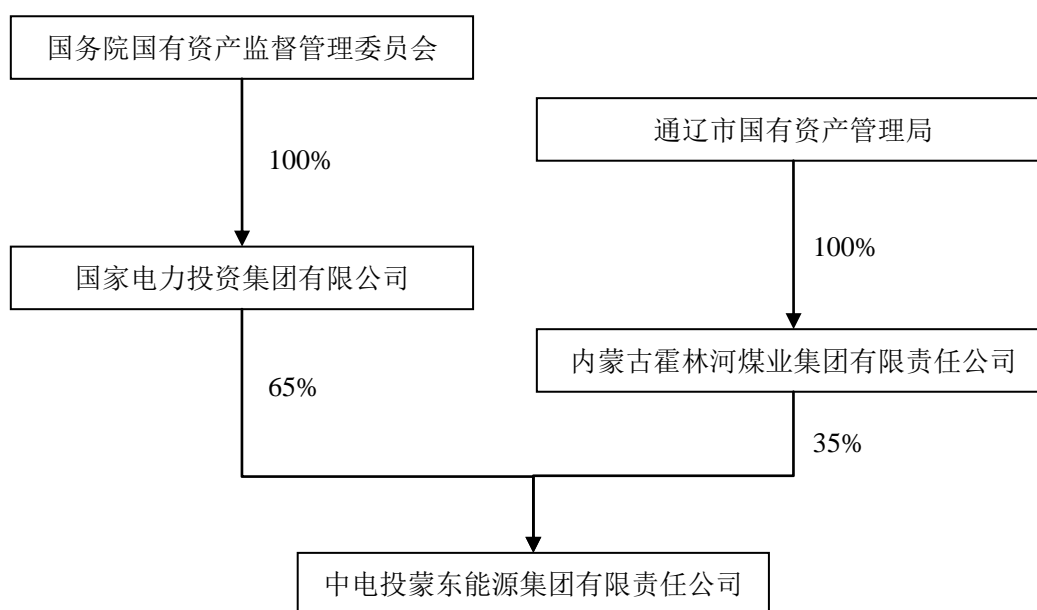 国务院国有资产监督管理委员会
通辽市国有资产管理局
100%
100%
国家电力投资集团有限公司
内蒙古霍林河煤业集团有限责任公司
65%
35%
中电投蒙东能源集团有限责任公司